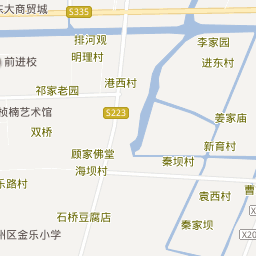 东大商贸城
S335
排河观
李家园
明理村
前进校
进东村
港西村
祁家老园
桢楠艺术馆
S223
姜家庙
双桥
新育村
顾家佛堂
秦坝村
海坝村
乐路村
曹
袁西村
石桥豆腐店
秦家坝
州区金乐小学
X20
X